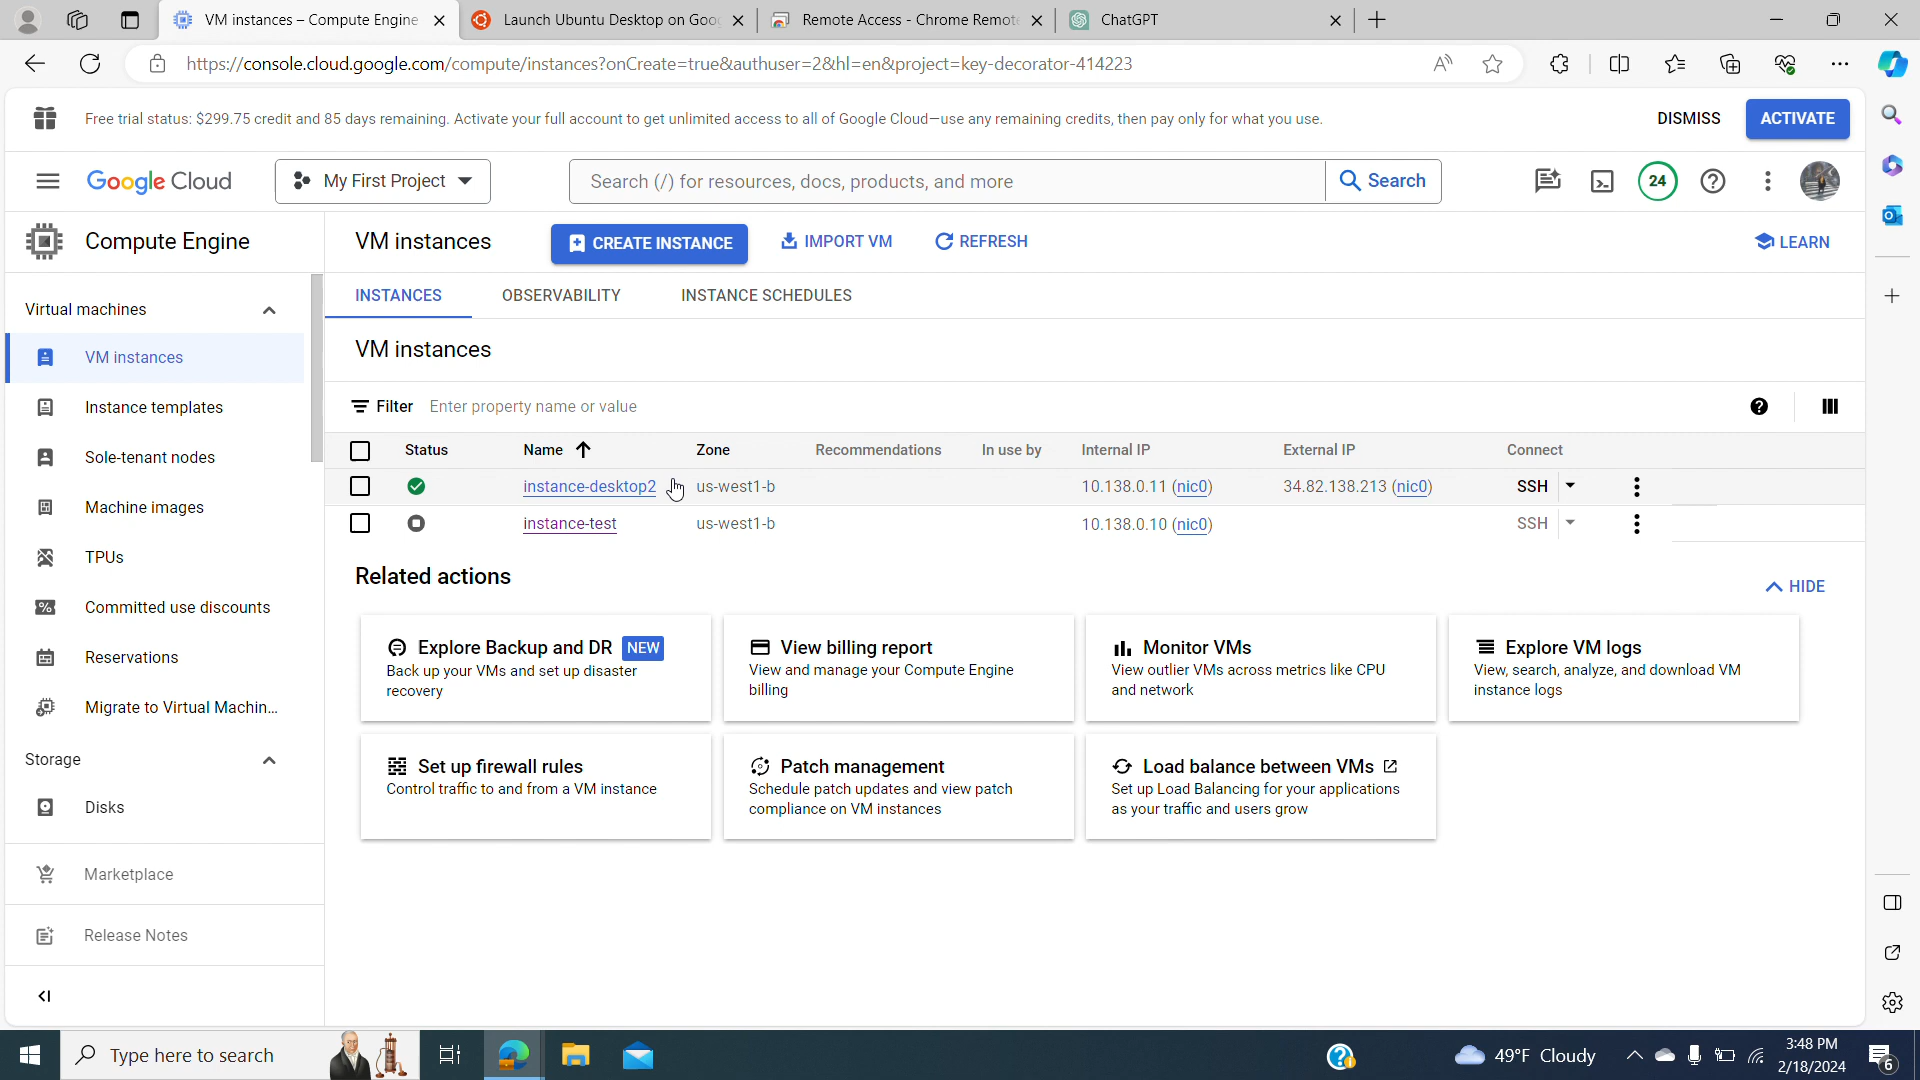 VM instances – Compute Engine
Launch Ubuntu Desktop on Goo
Remote Access - Chrome Remot
ChatGPT
https://console.cloud.google.com/compute/instances?onCreate=true&authuser=2&hl=en&project=key-decorator-414223
Free trial status: $299.75 credit and 85 days remaining. Activate your full account to get unlimited access to all of Google Cloud—use any remaining credits, then pay only for what you use.
DISMISS
ACTIVATE
Google Cloud
My First Project
Search (/) for resources, docs, products, and more
Search
24
Compute Engine
VM instances
CREATE INSTANCE
IMPORT VM
REFRESH
LEARN
Virtual machines
VM instances
Instance templates
Sole-tenant nodes
Machine images
TPUs
Committed use discounts
Reservations
Migrate to Virtual Machin...
Storage
Disks
Marketplace
Release Notes
INSTANCES
OBSERVABILITY
INSTANCE SCHEDULES
VM instances
Filter
Enter property name or value
Status
Name
Zone
Recommendations
In use by
Internal IP
External IP
Connect
instance-desktop2
us-west1-b
10.138.0.11 (nic0)
34.82.138.213 (nic0)
SSH
instance-test
us-west1-b
10.138.0.10 (nic0)
SSH
Related actions
HIDE
Explore Backup and DR NEW
Back up your VMs and set up disaster
recovery
View billing report
View and manage your Compute Engine
billing
Monitor VMs
View outlier VMs across metrics like CPU
and network
Explore VM logs
View, search, analyze, and download VM
instance logs
Set up firewall rules
Control traffic to and from a VM instance
Patch management
Schedule patch updates and view patch
compliance on VM instances
Load balance between VMs
Set up Load Balancing for your applications
as your traffic and users grow
Type here to search
49°F Cloudy
3:48 PM
2/18/2024
6